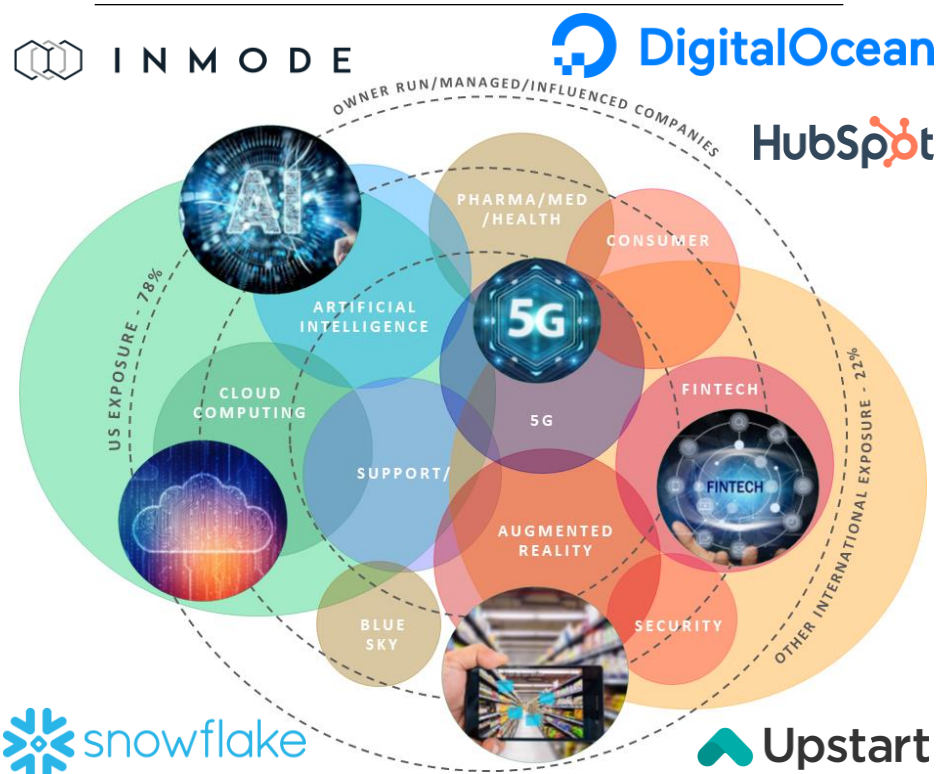 INMODE
DigitalOcean
OWNER RUN/MANAGED/INFLUENCED COMPANIES
HubSpot
AI
PHARMA/MED
/HEALTH
CONSUMER
ARTIFICIAL
INTELLIGENCE
5G
US EXPOSURE - 78%
CLOUD
COMPUTING
FINTECH
5G
OTHER INTERNATIONAL EXPOSURE - 22%
SUPPORT/
FINTECH
AUGMENTED
REALITY
BLUE
SKY
SECURITY
snowflake
Upstart